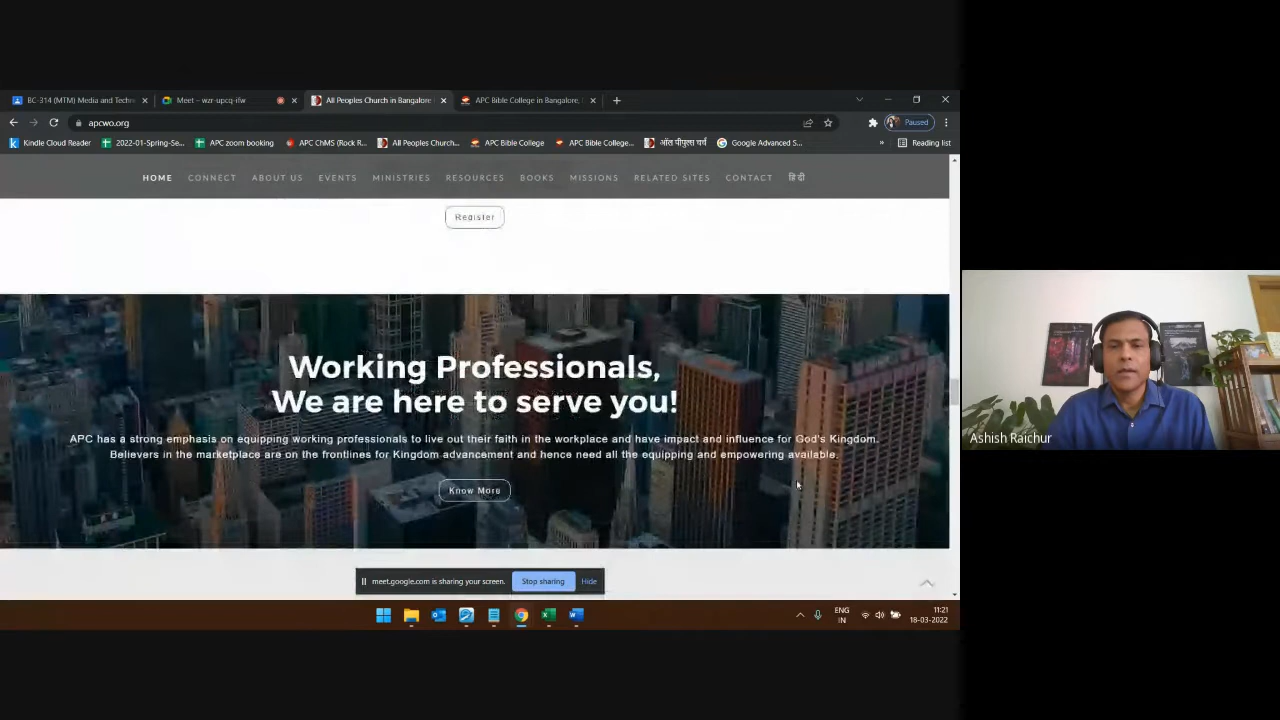 BC-314 (MTM) Media and Techn
Meet – wzr-upcq-ifw
All Peoples Church in Bangalore
APC Bible College in Bangalore,
apcwo.org
Paused
Kindle Cloud Reader
2022-01-Spring-Se...
APC zoom booking
APC ChMS (Rock R...
All Peoples Church...
APC Bible College
APC Bible College...
ऑल पीपुल्स चर्च
Google Advanced S...
Reading list
HOME
CONNECT
ABOUT US
EVENTS
MINISTRIES
RESOURCES
BOOKS
MISSIONS
RELATED SITES
CONTACT
हिंदी
Register
Working Professionals,
We are here to serve you!
APC has a strong emphasis on equipping working professionals to live out their faith in the workplace and have impact and influence for God's Kingdom.
Believers in the marketplace are on the frontlines for Kingdom advancement and hence need all the equipping and empowering available.
Know More
meet.google.com is sharing your screen.
Stop sharing
Hide
ENG
IN
11:21
18-03-2022
Ashish Raichur